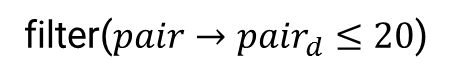 filter(pair → pair_d ≤ 20)